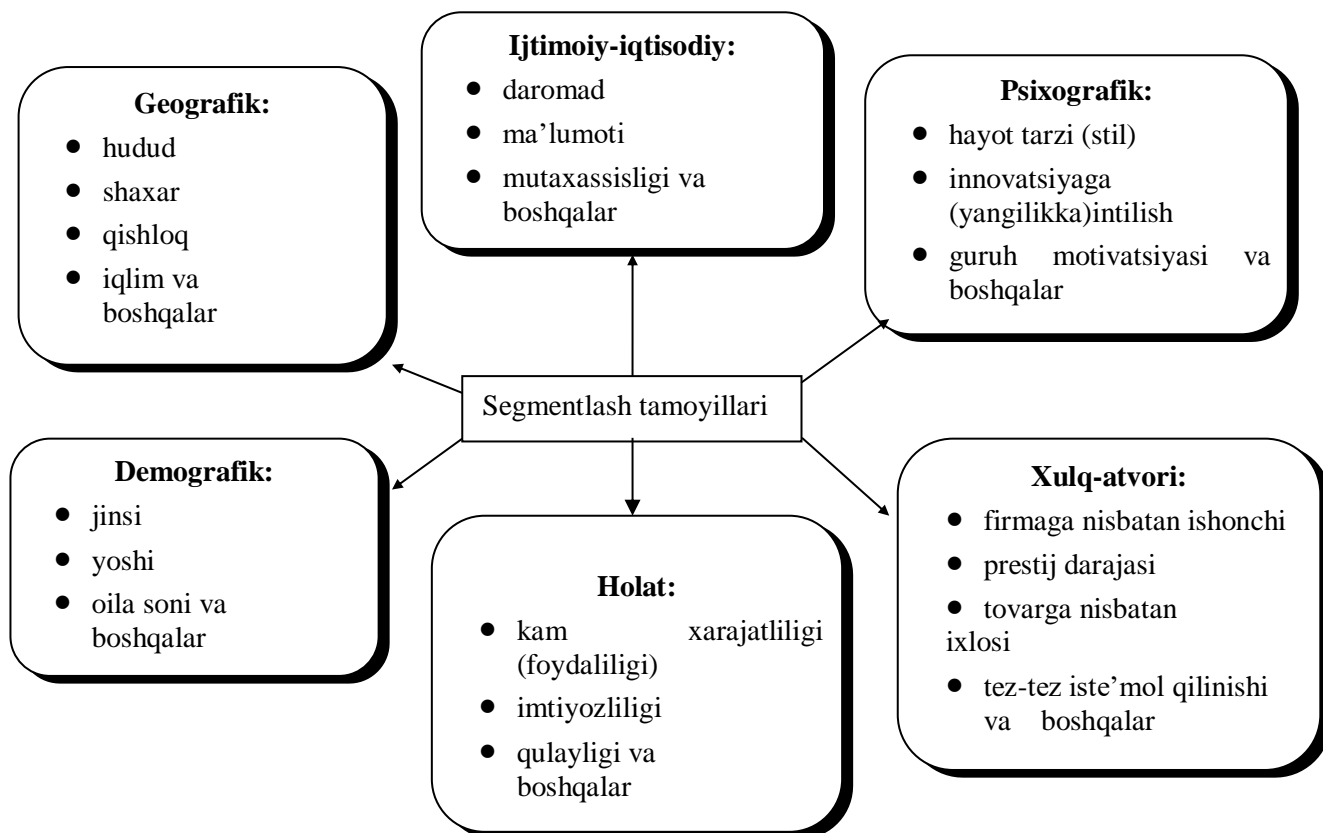 Ijtimoiy-iqtisodiy:
● daromad
● ma’lumoti
● mutaxassisligi va
boshqalar
Geografik:
● hudud
● shaxar
● qishloq
● iqlim va
boshqalar
Psixografik:
● hayot tarzi (stil)
● innovatsiyaga
(yangilikka)intilish
● guruh motivatsiyasi va
boshqalar
Segmentlash tamoyillari
Demografik:
● jinsi
● yoshi
● oila soni va
boshqalar
Holat:
● kam xarajatliligi
(foydaliligi)
● imtiyozliligi
● qulayligi va
boshqalar
Xulq-atvori:
● firmaga nisbatan ishonchi
● prestij darajasi
● tovarga nisbatan
ixlosi
● tez-tez iste’mol qilinishi
va boshqalar